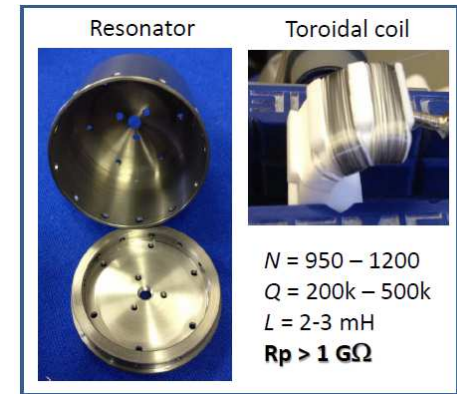 Resonator
Toroidal coil
N = 950 – 1200
Q = 200k – 500k
L = 2-3 mH
Rp > 1 GΩ